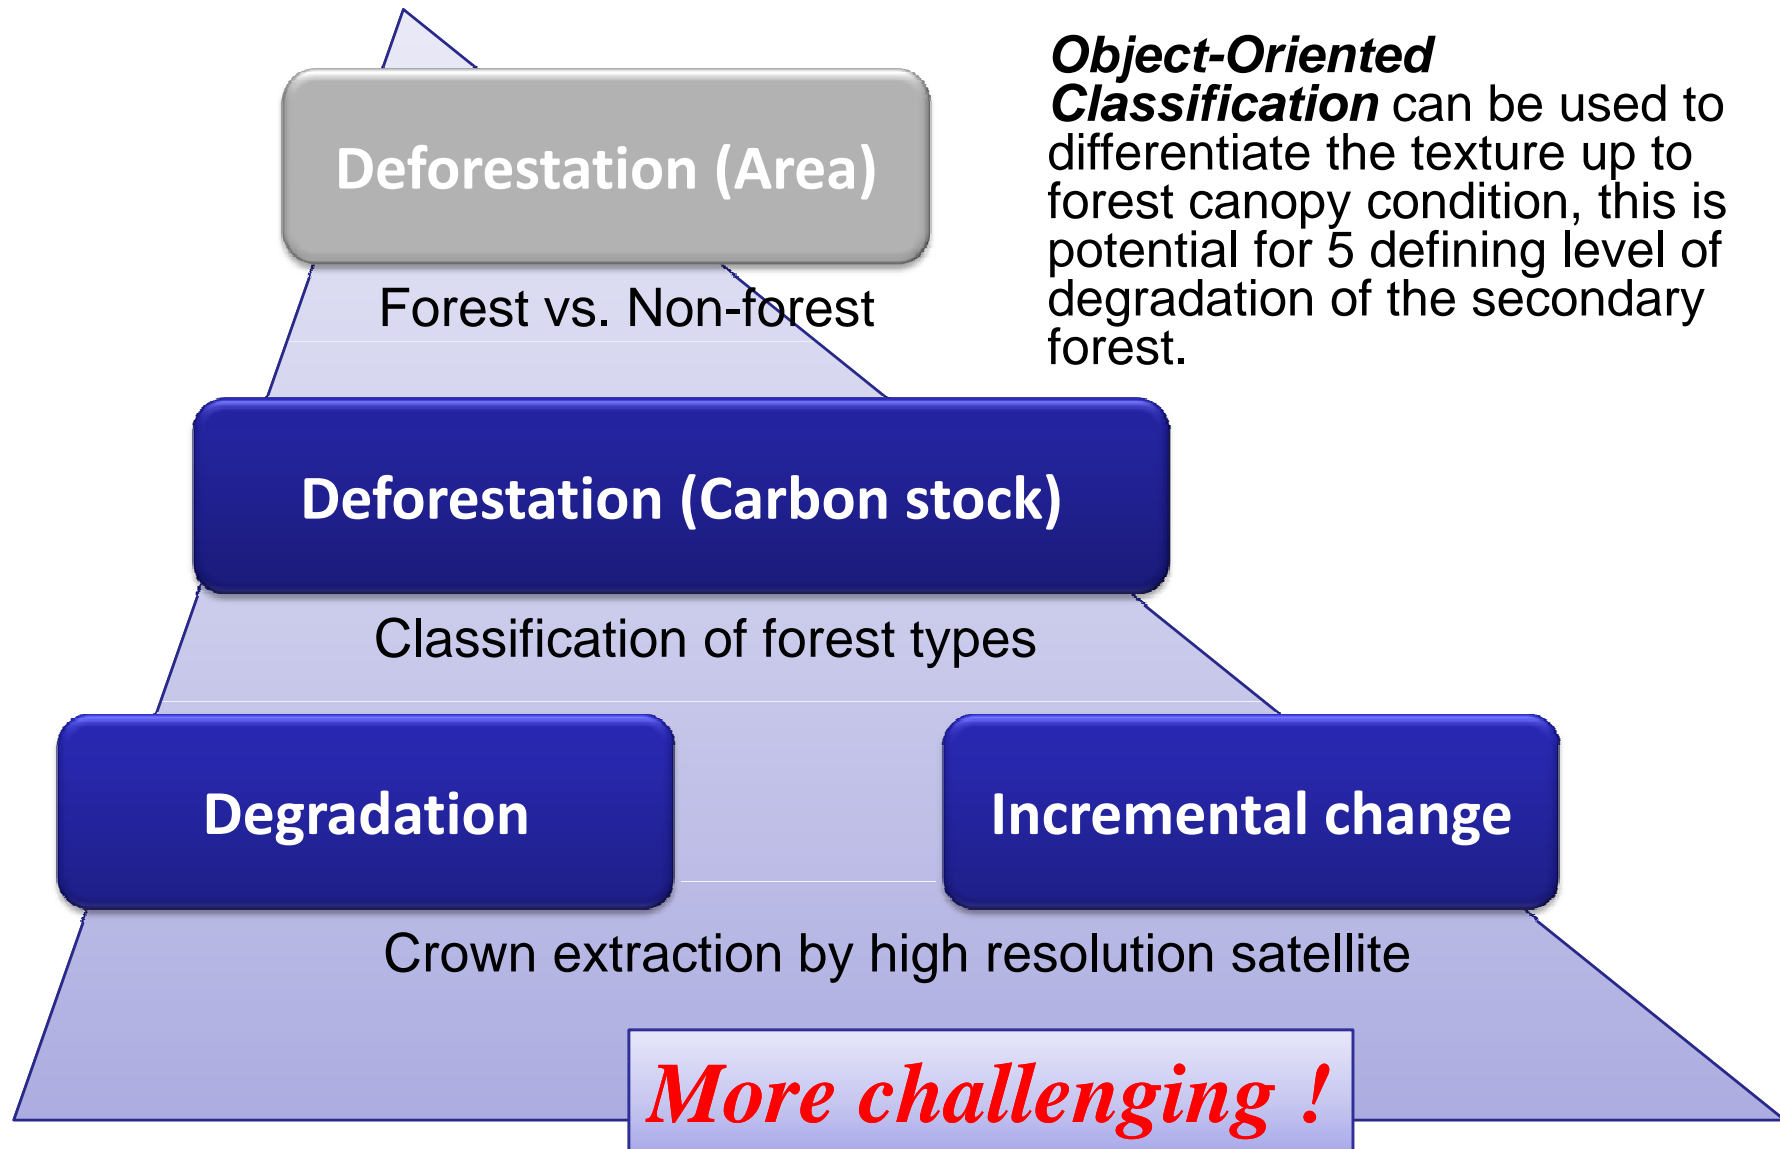 Object-Oriented
Classification can be used to
differentiate the texture up to
forest canopy condition, this is
potential for 5 defining level of
degradation of the secondary
forest.
Deforestation (Area)
Forest vs. Non-forest
Deforestation (Carbon stock)
Classification of forest types
Degradation
Incremental change
Crown extraction by high resolution satellite
More challenging !